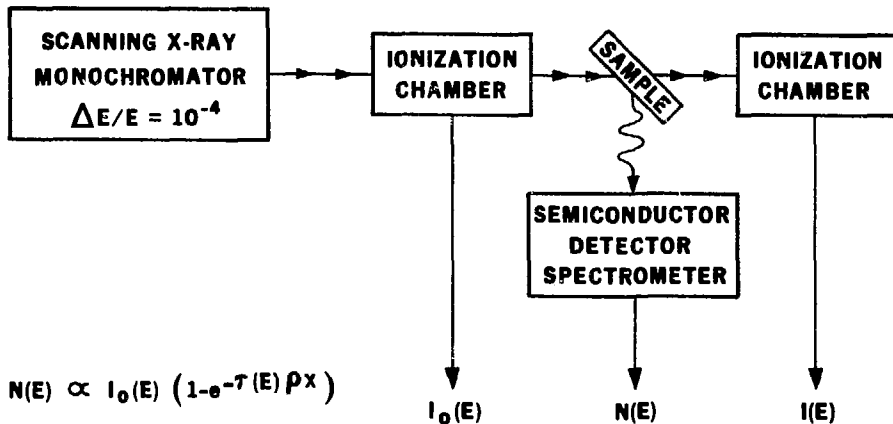 SCANNING X-RAY
MONOCHROMATOR
ΔE/E = 10⁻⁴
IONIZATION
CHAMBER
SAMPLE
IONIZATION
CHAMBER
SEMICONDUCTOR
DETECTOR
SPECTROMETER
N(E) ∝ I₀(E) (1-e-τ(E) ρx)
I₀(E)
N(E)
I(E)